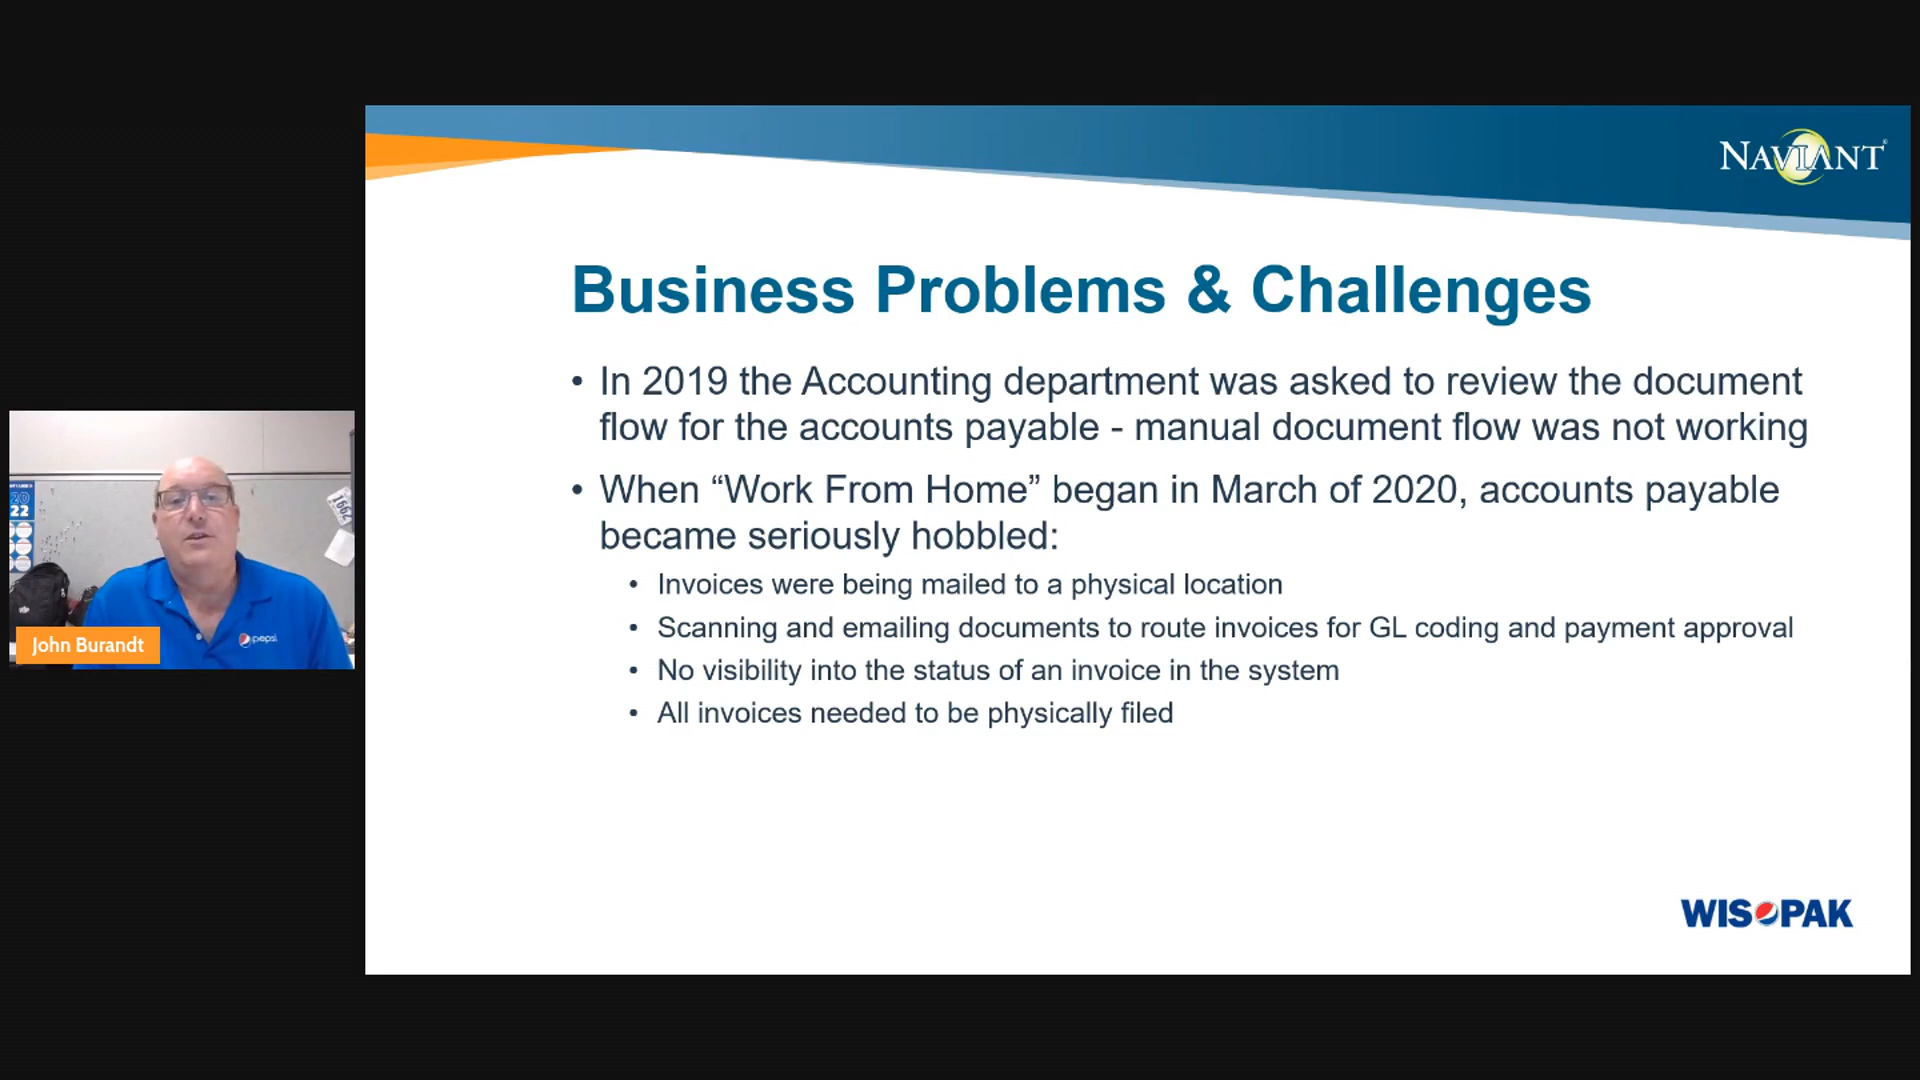 NAVIANT
Business Problems & Challenges
• In 2019 the Accounting department was asked to review the document
flow for the accounts payable - manual document flow was not working
• When “Work From Home” began in March of 2020, accounts payable
became seriously hobbled:
• Invoices were being mailed to a physical location
• Scanning and emailing documents to route invoices for GL coding and payment approval
• No visibility into the status of an invoice in the system
• All invoices needed to be physically filed
WISPAK
20
22
1662
pepsi
John Burandt